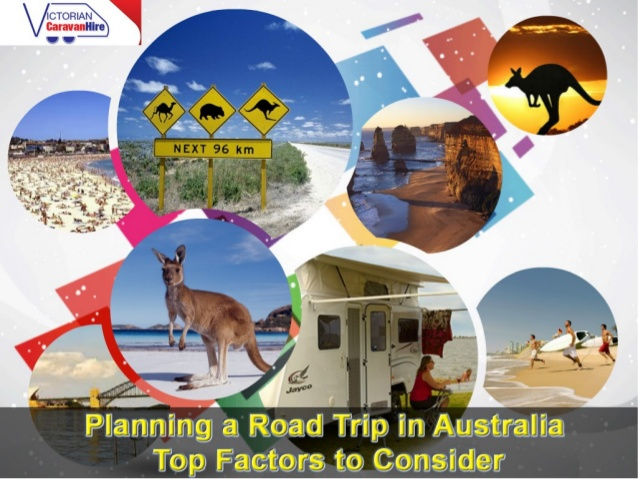 VICTORIAN
CaravanHire
NEXT 96 km
Jayco
Planning a Road Trip in Australia
Top Factors to Consider